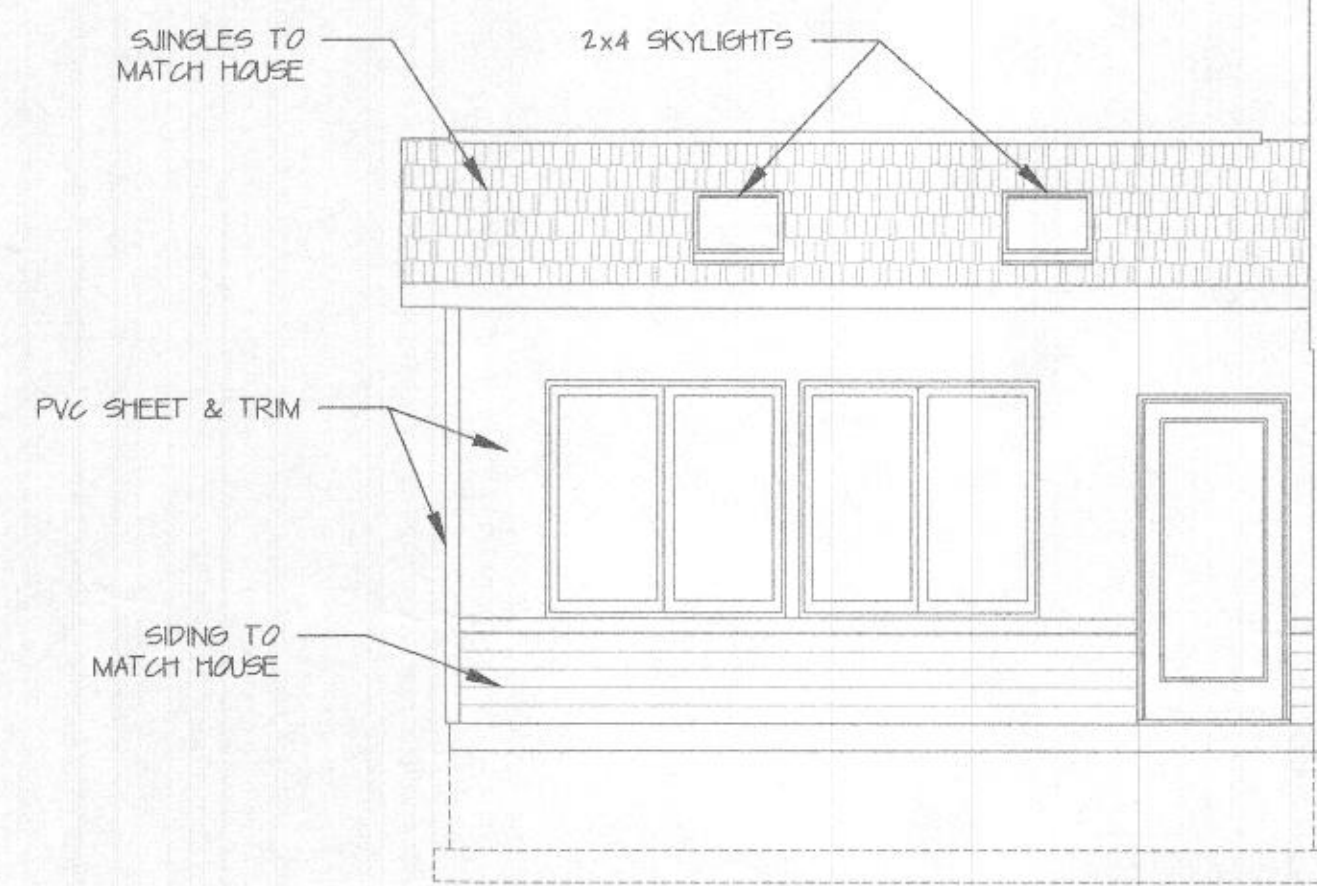 SJINGLES TO
MATCH HOUSE
2x4 SKYLIGHTS
PVC SHEET & TRIM
SIDING TO
MATCH HOUSE